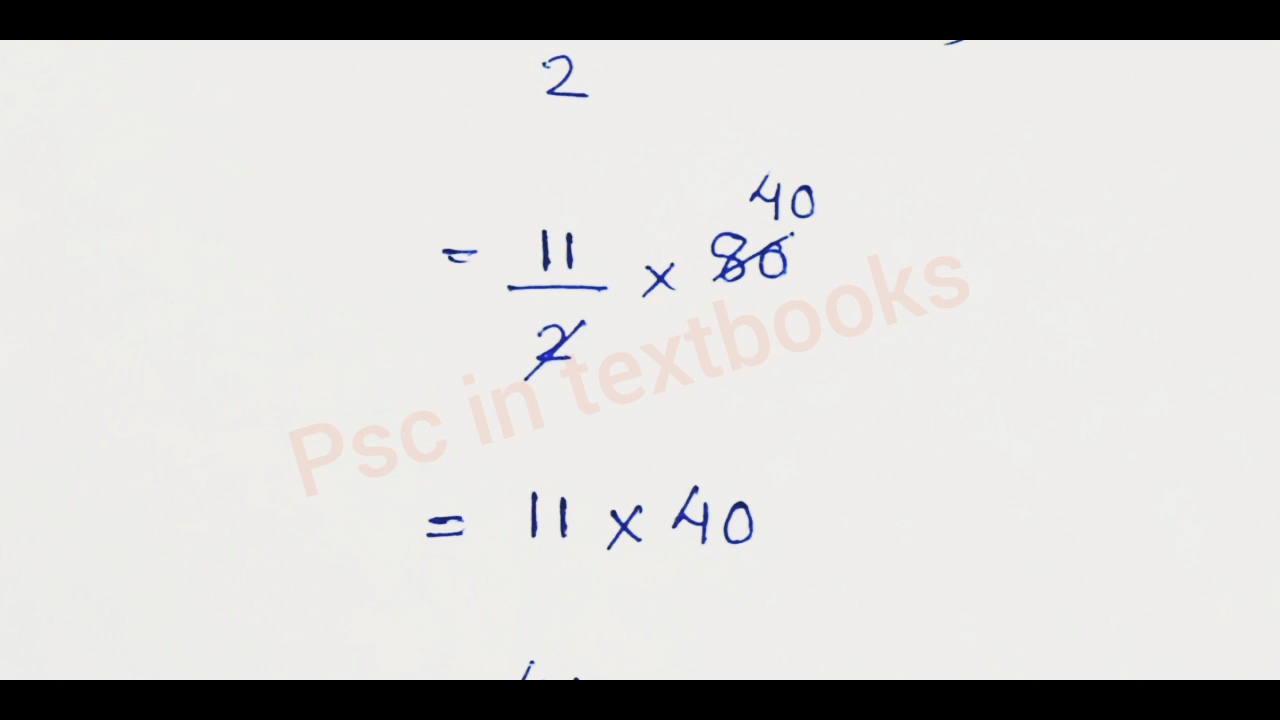 2
40
= 11/2 × 80
= 11 × 40
Psc in textbooks